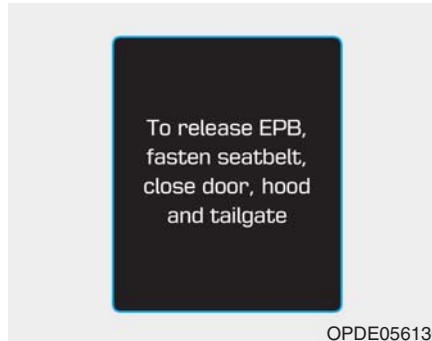 To release EPB,
fasten seatbelt,
close door, hood
and tailgate
OPDE05613